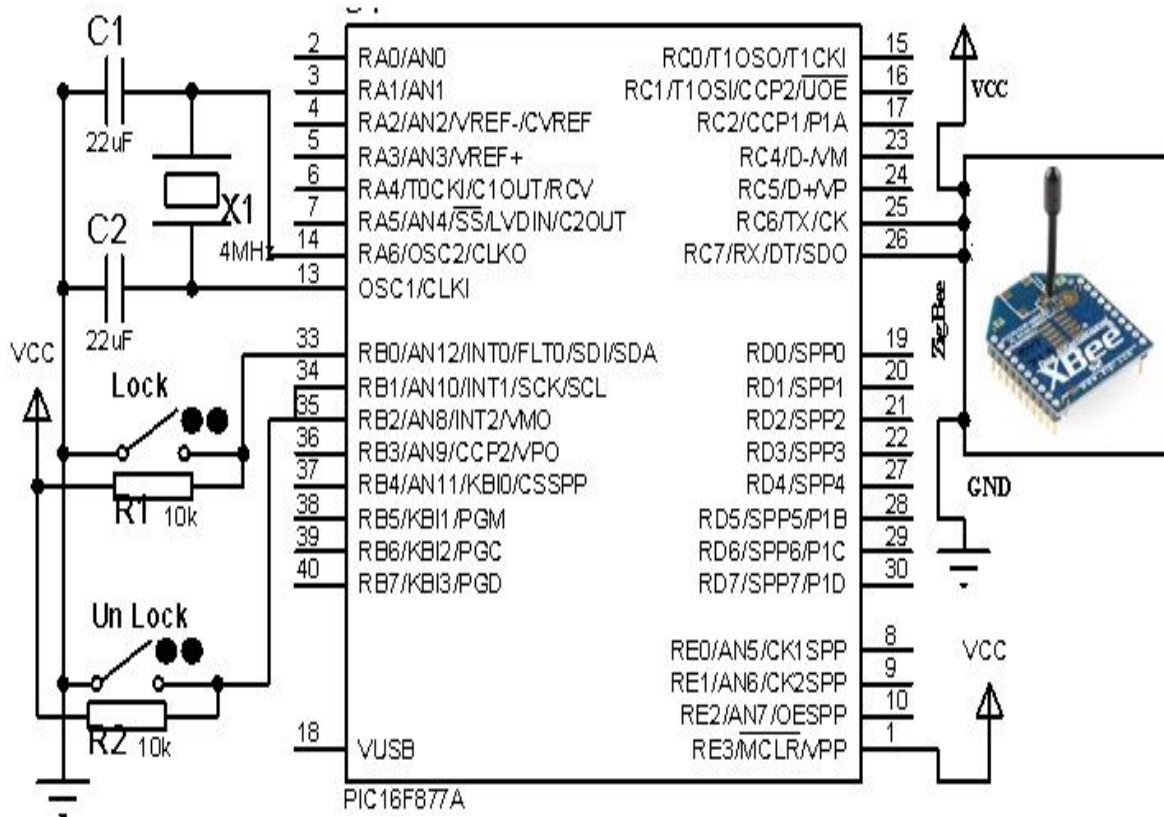 C1
22uF
X1
4MHz
C2
22uF
VCC
Lock
R1 10k
Un Lock
R2 10k
2 RA0/AN0
3 RA1/AN1
4 RA2/AN2/VREF-/CVREF
5 RA3/AN3/VREF+
6 RA4/T0CKI/C1OUT/RCV
7 RA5/AN4/SS/LVDIN/C2OUT
14 RA6/OSC2/CLKO
13 OSC1/CLKI
33 RB0/AN12/INT0/FLT0/SDI/SDA
34 RB1/AN10/INT1/SCK/SCL
35 RB2/AN8/INT2/VMO
36 RB3/AN9/CCP2/VPO
37 RB4/AN11/KBI0/CSSPP
38 RB5/KBI1/PGM
39 RB6/KBI2/PGC
40 RB7/KBI3/PGD
18 VUSB
RC0/T1OSO/T1CKI 15
RC1/T1OSI/CCP2/UOE 16
RC2/CCP1/P1A 17
RC4/D-/VM 23
RC5/D+/VP 24
RC6/TX/CK 25
RC7/RX/DT/SDO 26
RD0/SPP0 19
RD1/SPP1 20
RD2/SPP2 21
RD3/SPP3 22
RD4/SPP4 27
RD5/SPP5/P1B 28
RD6/SPP6/P1C 29
RD7/SPP7/P1D 30
RE0/AN5/CK1SPP 8
RE1/AN6/CK2SPP 9
RE2/AN7/OESPP 10
RE3/MCLR/VPP 1
PIC16F877A
VCC
ZigBee
XBee
GND
VCC